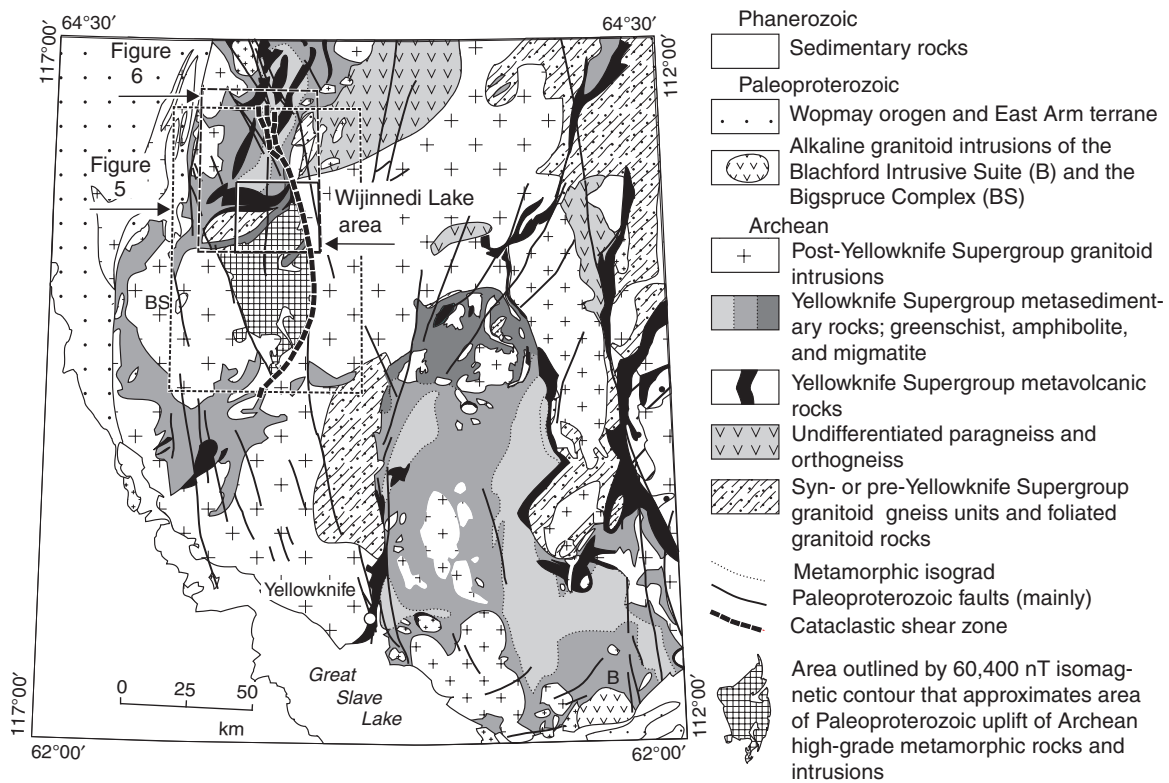 64°30′
64°30′
117°00′
112°00′
Figure
6
Figure
5
Wijinnedi Lake
area
BS
Yellowknife
B
Great
Slave
Lake
0 25 50
km
117°00′
112°00′
62°00′
62°00′
Phanerozoic
Sedimentary rocks
Paleoproterozoic
Wopmay orogen and East Arm terrane
Alkaline granitoid intrusions of the
Blachford Intrusive Suite (B) and the
Bigspruce Complex (BS)
Archean
Post-Yellowknife Supergroup granitoid
intrusions
Yellowknife Supergroup metasediment-
ary rocks; greenschist, amphibolite,
and migmatite
Yellowknife Supergroup metavolcanic
rocks
Undifferentiated paragneiss and
orthogneiss
Syn- or pre-Yellowknife Supergroup
granitoid gneiss units and foliated
granitoid rocks
Metamorphic isograd
Paleoproterozoic faults (mainly)
Cataclastic shear zone
Area outlined by 60,400 nT isomag-
netic contour that approximates area
of Paleoproterozoic uplift of Archean
high-grade metamorphic rocks and
intrusions